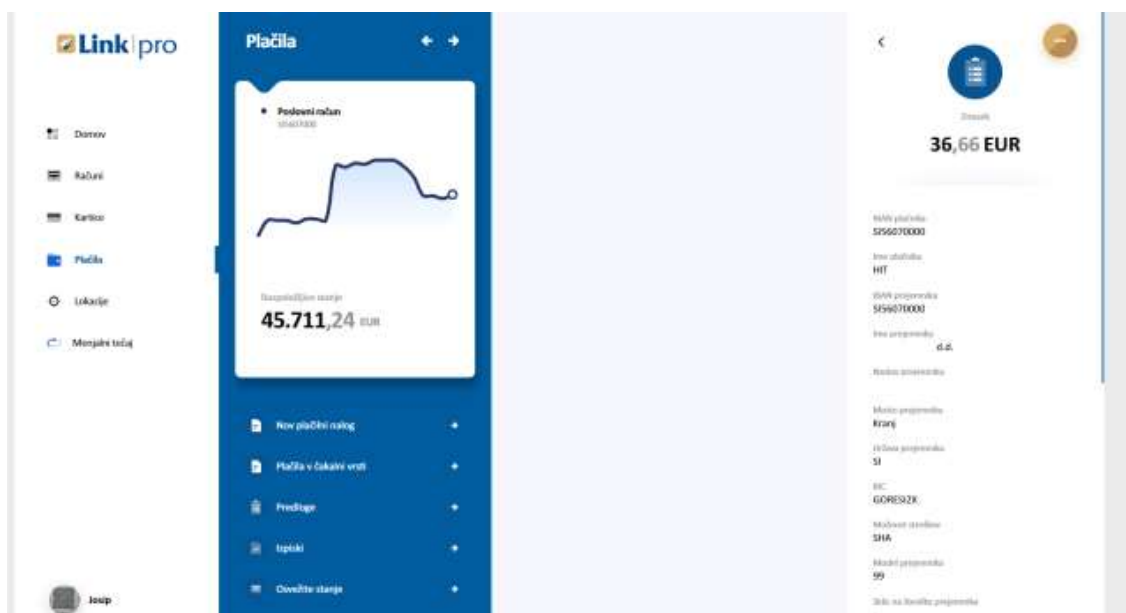 Link pro
Domov
Računi
Kartice
Plačila
Lokacije
Menjalni tečaj
Josip
Plačila
Poslovni račun
SI5607000
Razpoložljivo stanje
45.711,24 EUR
Nov plačilni nalog
Plačila v čakalni vrsti
Predloge
Izpiski
Osvežite stanje
Znesek
36,66 EUR
IBAN plačnika
SI56070000
Ime plačnika
HIT
IBAN prejemnika
SI56070000
Ime prejemnika
d.d.
Naslov prejemnika
Mesto prejemnika
Kranj
Država prejemnika
SI
BIC
GORESI2X
Možnost stroškov
SHA
Model prejemnika
99